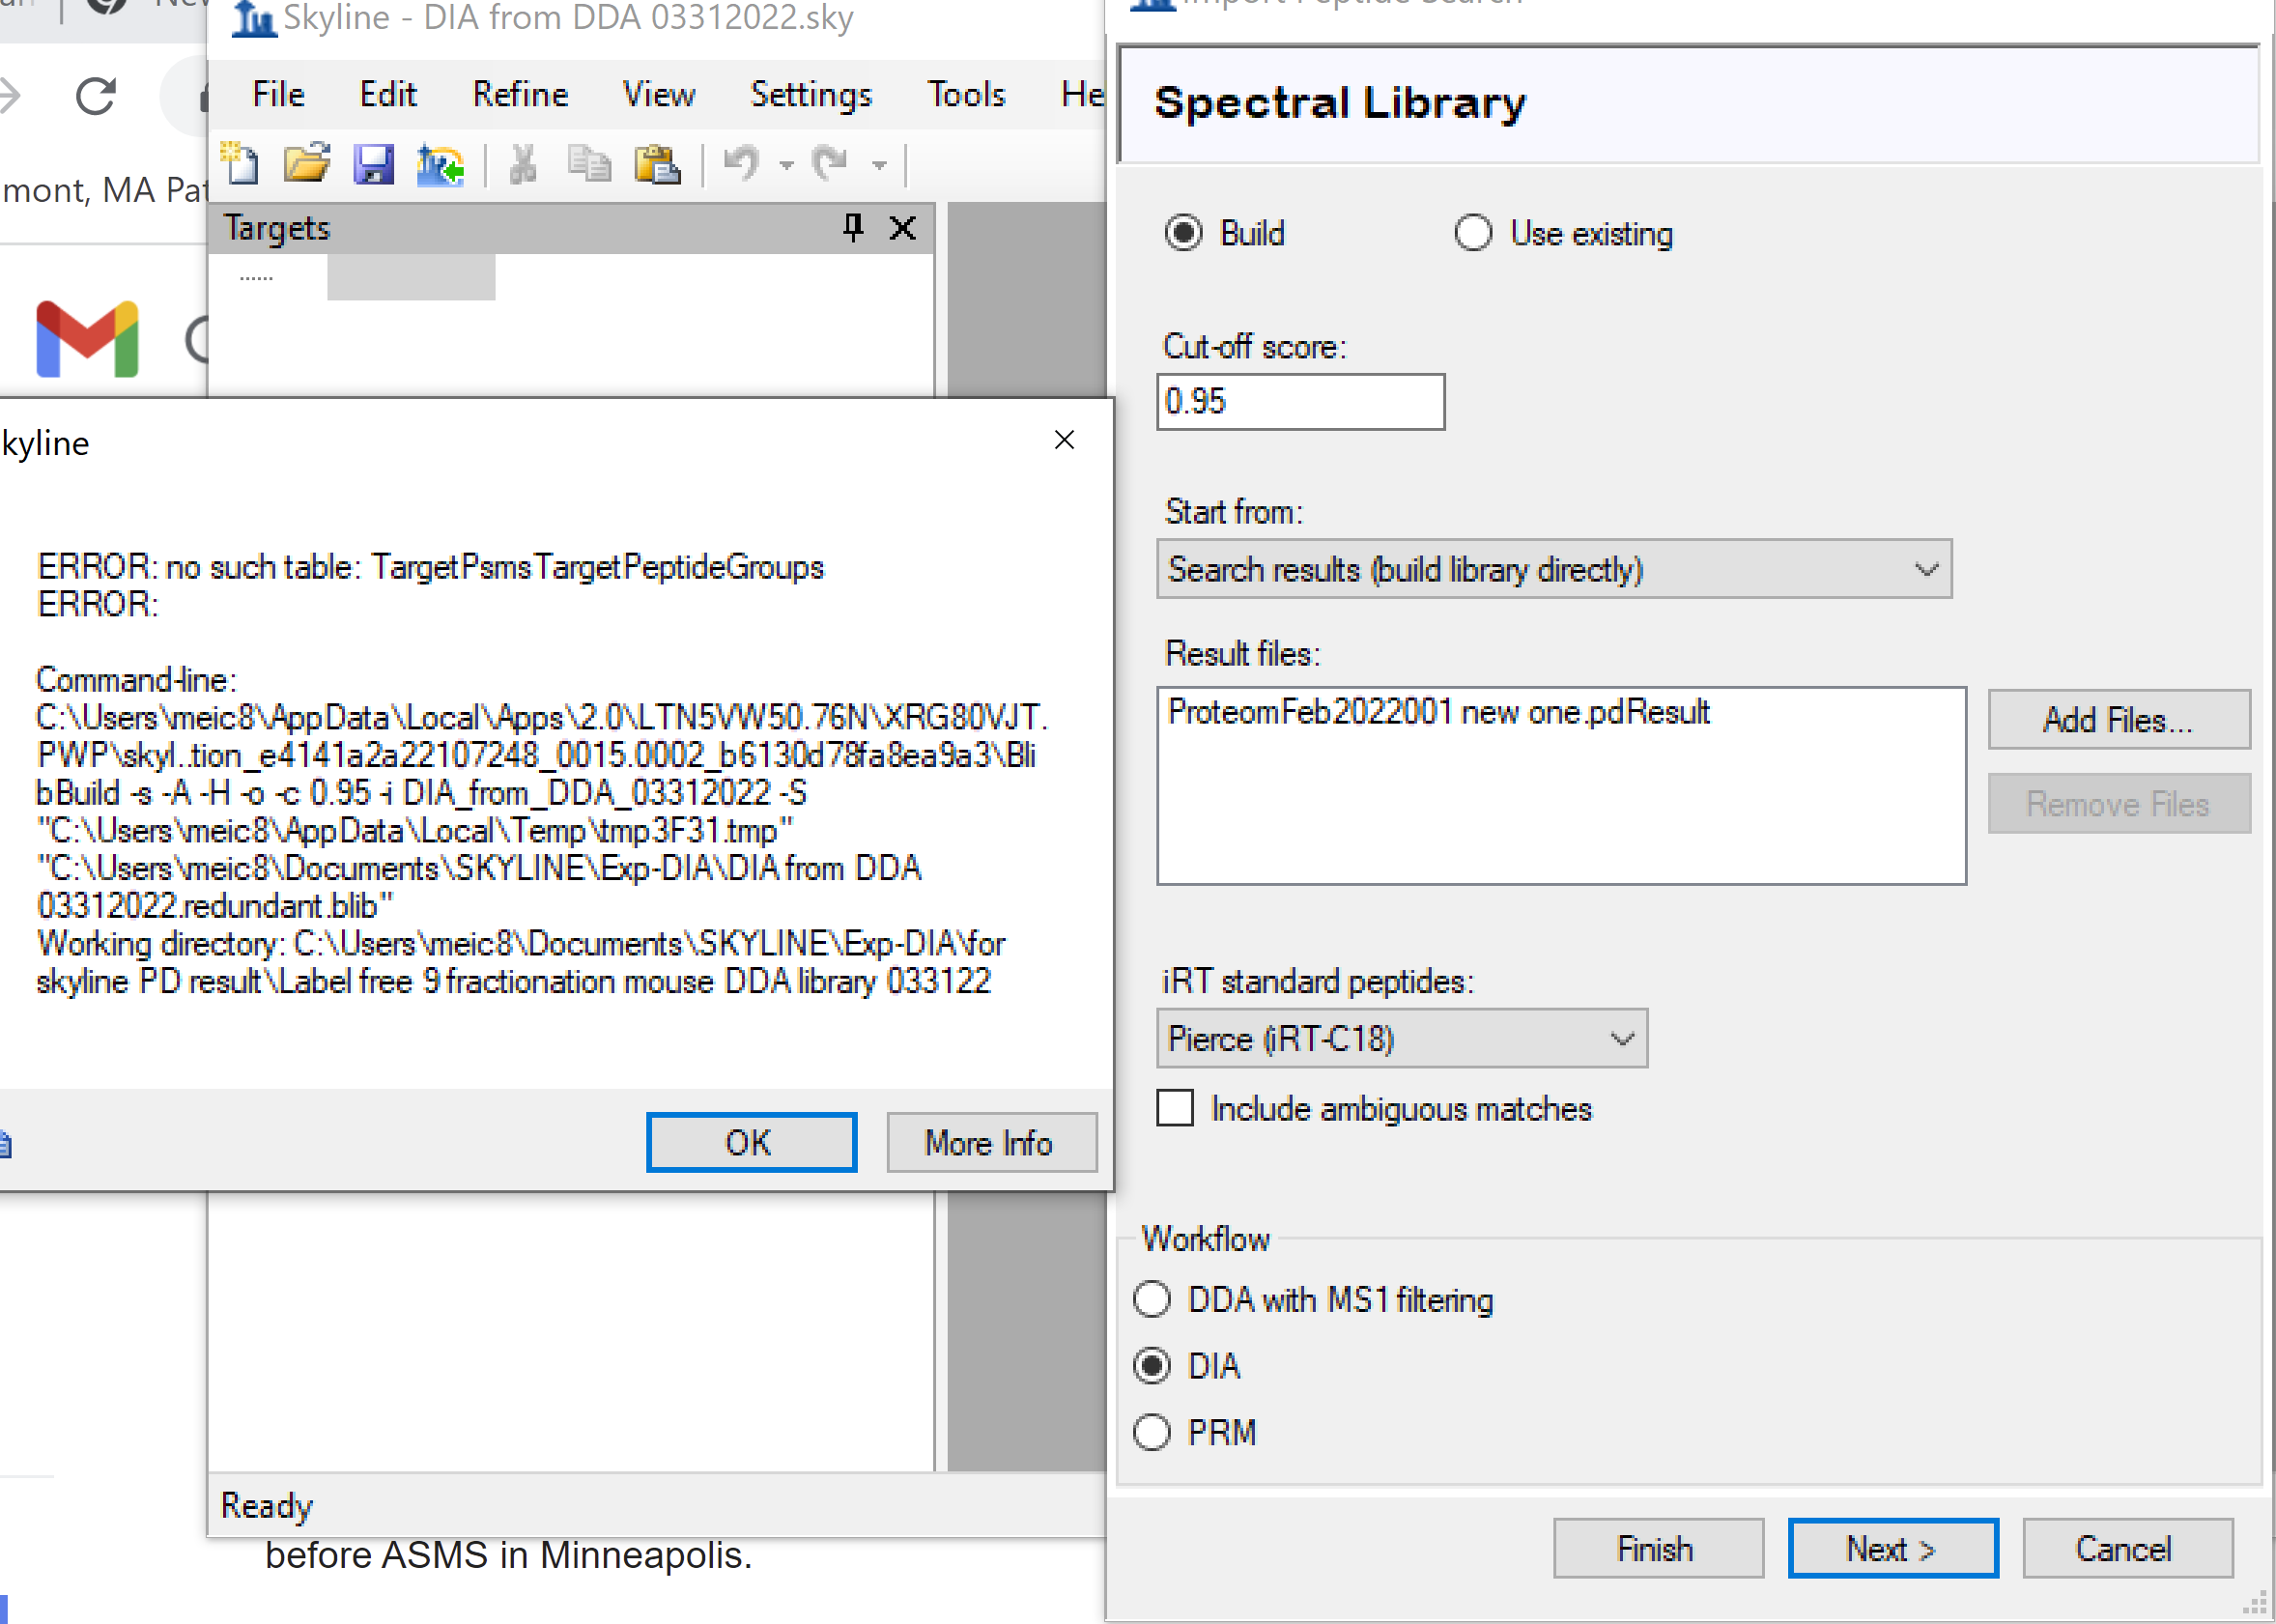 Skyline - DIA from DDA 03312022.sky
File Edit Refine View Settings Tools He
mont, MA Pat
Targets
kyline
ERROR: no such table: TargetPsmsTargetPeptideGroups
ERROR:
Command-line:
C:\Users\meic8\AppData\Local\Apps\2.0\LTN5VW50.76N\XRG80VJT.
PWP\skyl..tion_e4141a2a22107248_0015.0002_b6130d78fa8ea9a3\Bli
bBuild -s -A -H -o -c 0.95 -i DIA_from_DDA_03312022 -S
"C:\Users\meic8\AppData\Local\Temp\tmp3F31.tmp"
"C:\Users\meic8\Documents\SKYLINE\Exp-DIA\DIA from DDA
03312022.redundant.blib"
Working directory: C:\Users\meic8\Documents\SKYLINE\Exp-DIA\for
skyline PD result\Label free 9 fractionation mouse DDA library 033122
OK More Info
Ready
before ASMS in Minneapolis.
Import Peptide Search
Spectral Library
Build Use existing
Cut-off score:
0.95
Start from:
Search results (build library directly)
Result files:
ProteomFeb2022001 new one.pdResult
Add Files...
Remove Files
iRT standard peptides:
Pierce (iRT-C18)
Include ambiguous matches
Workflow
DDA with MS1 filtering
DIA
PRM
Finish Next > Cancel